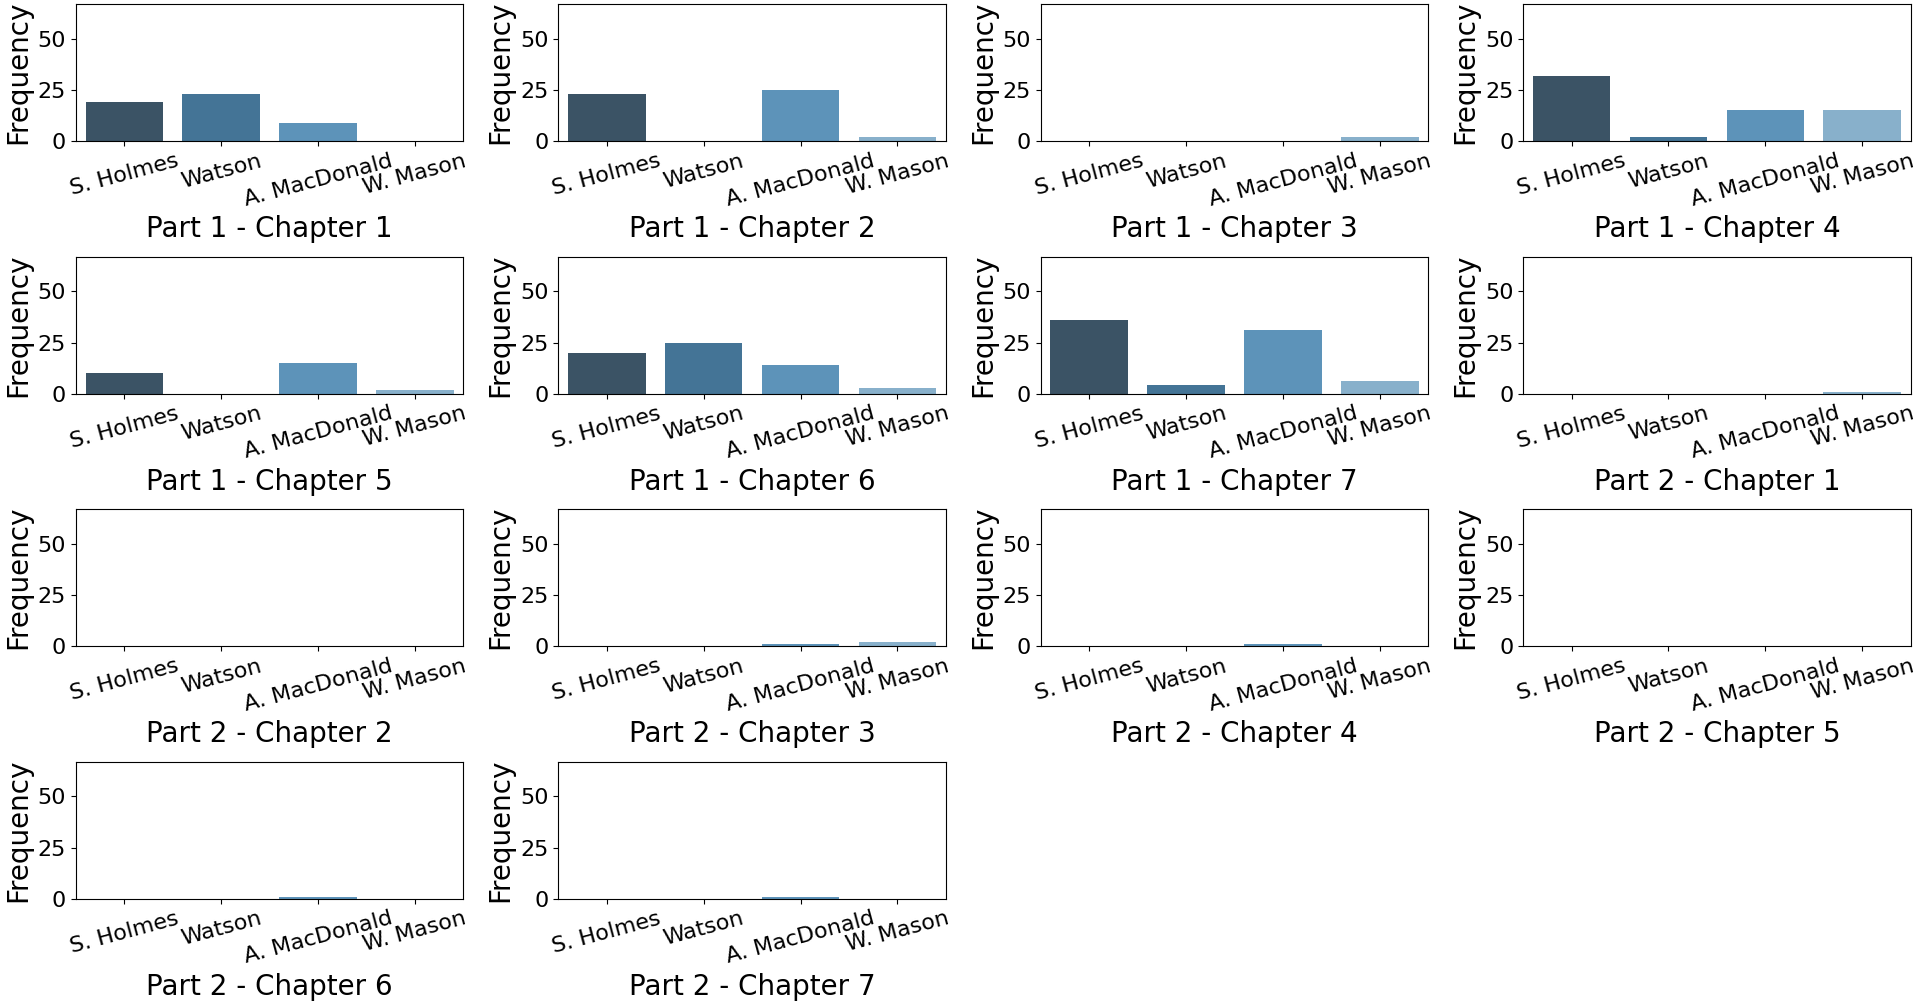 Frequency
50
25
0
S. Holmes
Watson
A. MacDonald
W. Mason
Part 1 - Chapter 1
Frequency
50
25
0
S. Holmes
Watson
A. MacDonald
W. Mason
Part 1 - Chapter 2
Frequency
50
25
0
S. Holmes
Watson
A. MacDonald
W. Mason
Part 1 - Chapter 3
Frequency
50
25
0
S. Holmes
Watson
A. MacDonald
W. Mason
Part 1 - Chapter 4
Frequency
50
25
0
S. Holmes
Watson
A. MacDonald
W. Mason
Part 1 - Chapter 5
Frequency
50
25
0
S. Holmes
Watson
A. MacDonald
W. Mason
Part 1 - Chapter 6
Frequency
50
25
0
S. Holmes
Watson
A. MacDonald
W. Mason
Part 1 - Chapter 7
Frequency
50
25
0
S. Holmes
Watson
A. MacDonald
W. Mason
Part 2 - Chapter 1
Frequency
50
25
0
S. Holmes
Watson
A. MacDonald
W. Mason
Part 2 - Chapter 2
Frequency
50
25
0
S. Holmes
Watson
A. MacDonald
W. Mason
Part 2 - Chapter 3
Frequency
50
25
0
S. Holmes
Watson
A. MacDonald
W. Mason
Part 2 - Chapter 4
Frequency
50
25
0
S. Holmes
Watson
A. MacDonald
W. Mason
Part 2 - Chapter 5
Frequency
50
25
0
S. Holmes
Watson
A. MacDonald
W. Mason
Part 2 - Chapter 6
Frequency
50
25
0
S. Holmes
Watson
A. MacDonald
W. Mason
Part 2 - Chapter 7